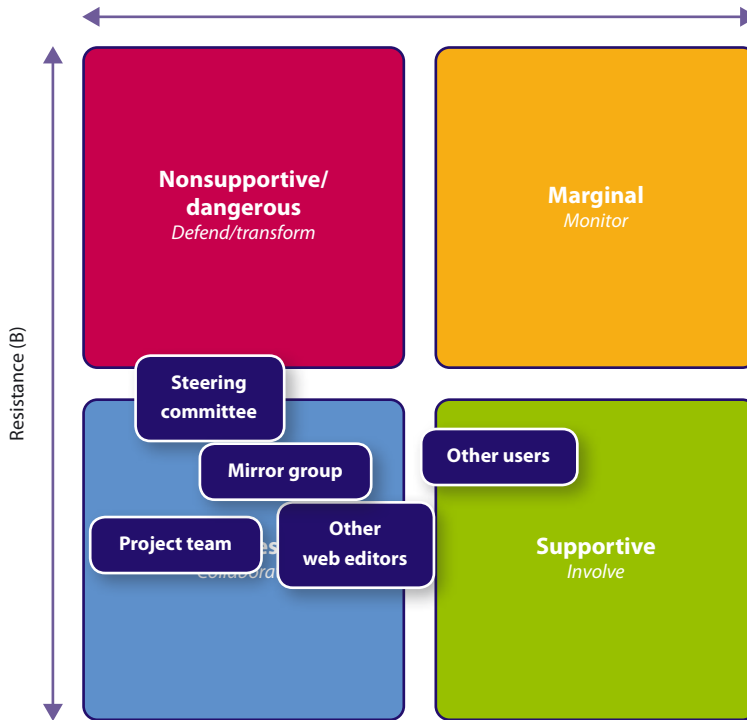 Nonsupportive/
dangerous
Defend/transform
Marginal
Monitor
Resistance (B)
Steering
committee
Mirror group
Other users
Project team
Other
web editors
Supportive
Involve